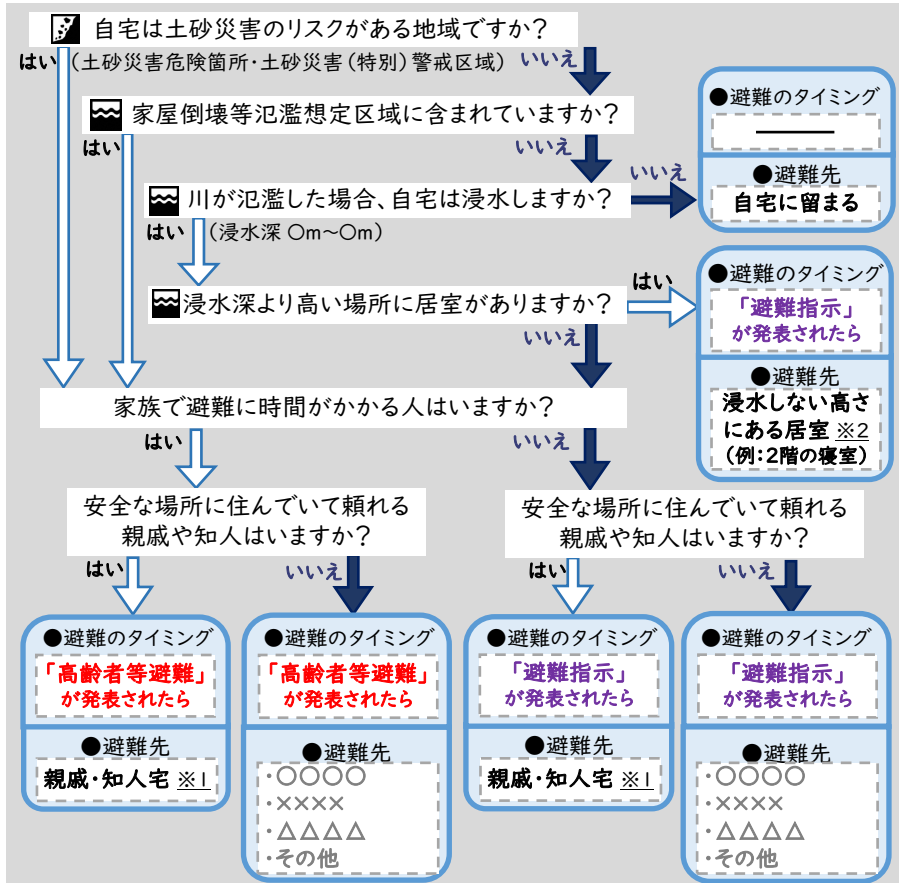 自宅は土砂災害のリスクがある地域ですか?
はい
(土砂災害危険箇所・土砂災害(特別)警戒区域)
いいえ
家屋倒壊等氾濫想定区域に含まれていますか?
はい
いいえ
川が氾濫した場合、自宅は浸水しますか?
いいえ
はい
(浸水深 〇m~〇m)
●避難のタイミング
●避難先
自宅に留まる
浸水深より高い場所に居室がありますか?
はい
いいえ
●避難のタイミング
「避難指示」
が発表されたら
●避難先
浸水しない高さ
にある居室 ※2
(例:2階の寝室)
家族で避難に時間がかかる人はいますか?
はい
いいえ
安全な場所に住んでいて頼れる
親戚や知人はいますか?
はい
いいえ
安全な場所に住んでいて頼れる
親戚や知人はいますか?
はい
いいえ
●避難のタイミング
「高齢者等避難」
が発表されたら
●避難先
親戚・知人宅 ※1
●避難のタイミング
「高齢者等避難」
が発表されたら
●避難先
・〇〇〇〇
・××××
・△△△△
・その他
●避難のタイミング
「避難指示」
が発表されたら
●避難先
親戚・知人宅 ※1
●避難のタイミング
「避難指示」
が発表されたら
●避難先
・〇〇〇〇
・××××
・△△△△
・その他